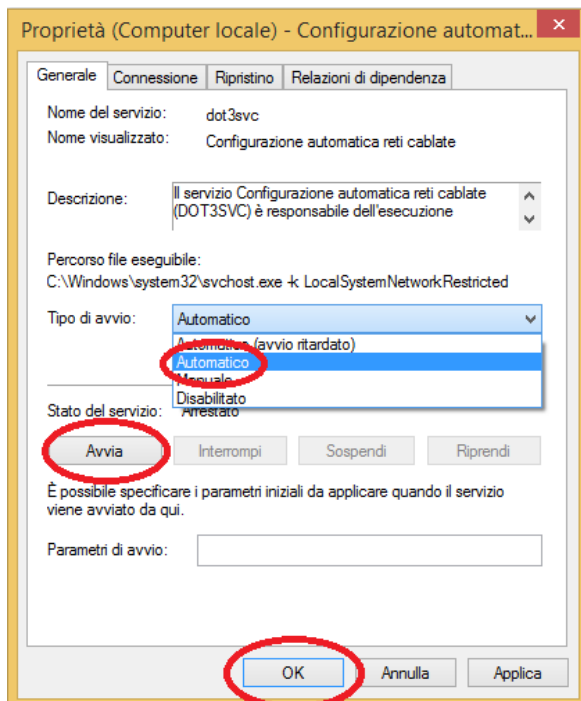 Proprietà (Computer locale) - Configurazione automat...
Generale Connessione Ripristino Relazioni di dipendenza
Nome del servizio: dot3svc
Nome visualizzato: Configurazione automatica reti cablate
Descrizione: Il servizio Configurazione automatica reti cablate
(DOT3SVC) è responsabile dell'esecuzione
Percorso file eseguibile:
C:\Windows\system32\svchost.exe -k LocalSystemNetworkRestricted
Tipo di avvio: Automatico
Automatico (avvio ritardato)
Automatico
Manuale
Disabilitato
Stato del servizio: Arrestato
Avvia Interrompi Sospendi Riprendi
È possibile specificare i parametri iniziali da applicare quando il servizio
viene avviato da qui.
Parametri di avvio:
OK Annulla Applica